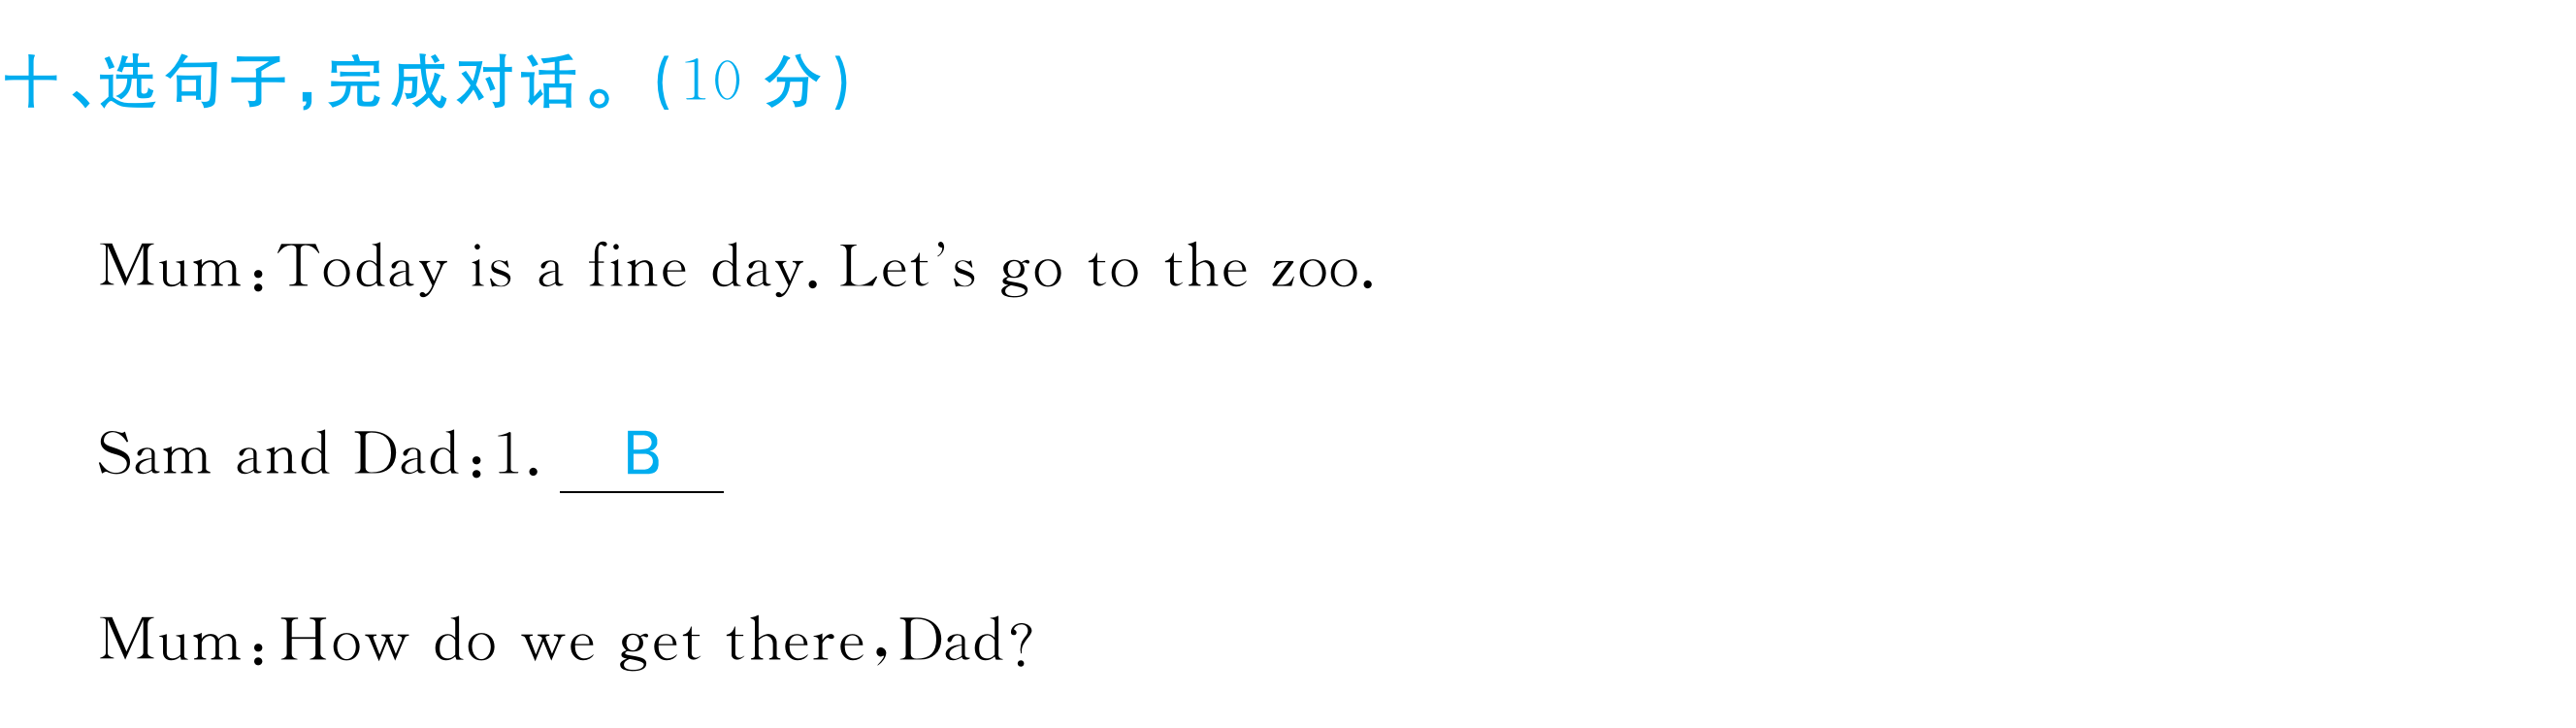 十、选句子,完成对话。(10 分)
Mum:Today is a fine day. Let's go to the zoo.
Sam and Dad:1. B
Mum:How do we get there,Dad?